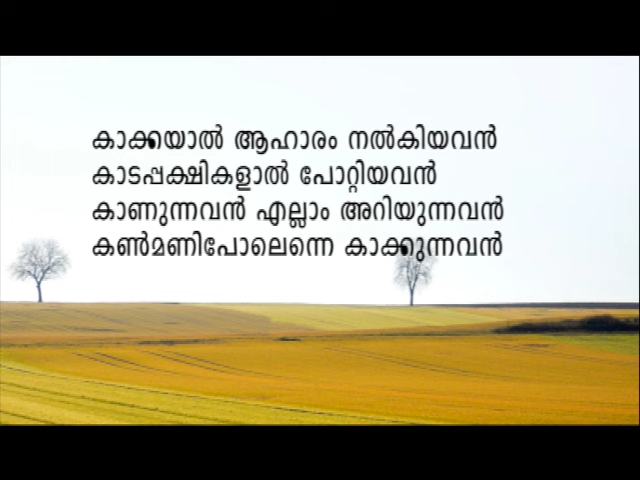 കാക്കയാൽ ആഹാരം നൽകിയവൻ
കാടപ്പക്ഷികളാൽ പോറ്റിയവൻ
കാണുന്നവൻ എല്ലാം അറിയുന്നവൻ
കൺമണിപോലെന്നെ കാക്കുന്നവൻ